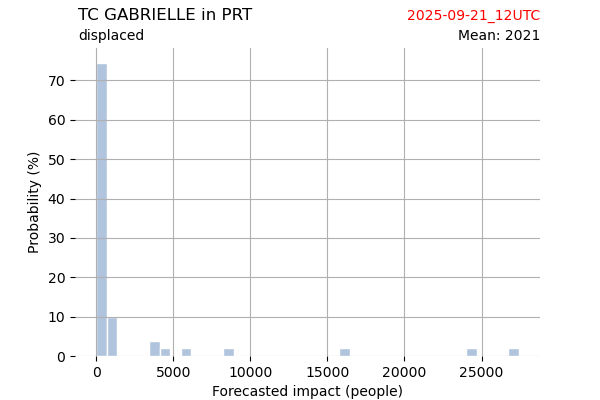 TC GABRIELLE in PRT
2025-09-21_12UTC
displaced
Mean: 2021
70
60
50
40
30
20
10
0
Probability (%)
0 5000 10000 15000 20000 25000
Forecasted impact (people)